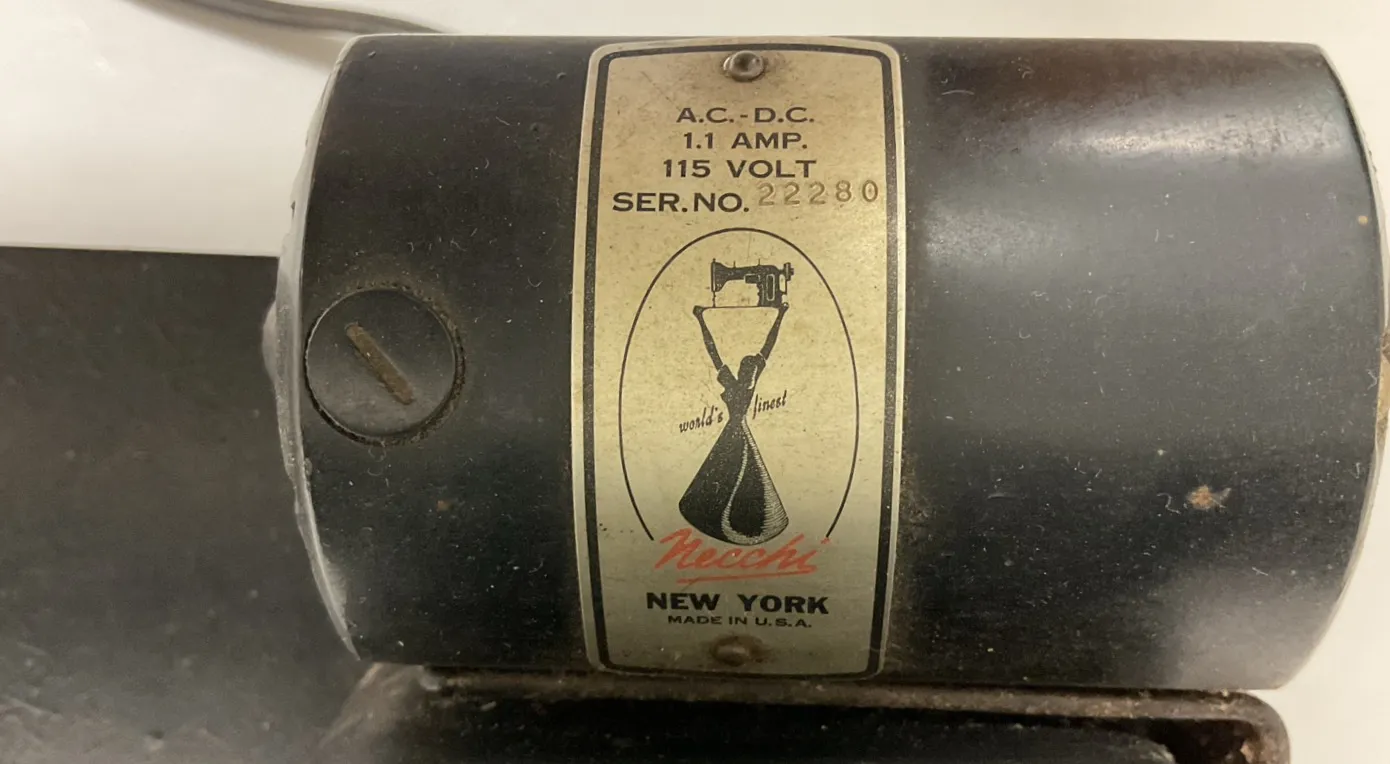 A.C.-D.C.
1.1 AMP.
115 VOLT
SER.NO. 22280
world's finest
Necchi
NEW YORK
MADE IN U.S.A.